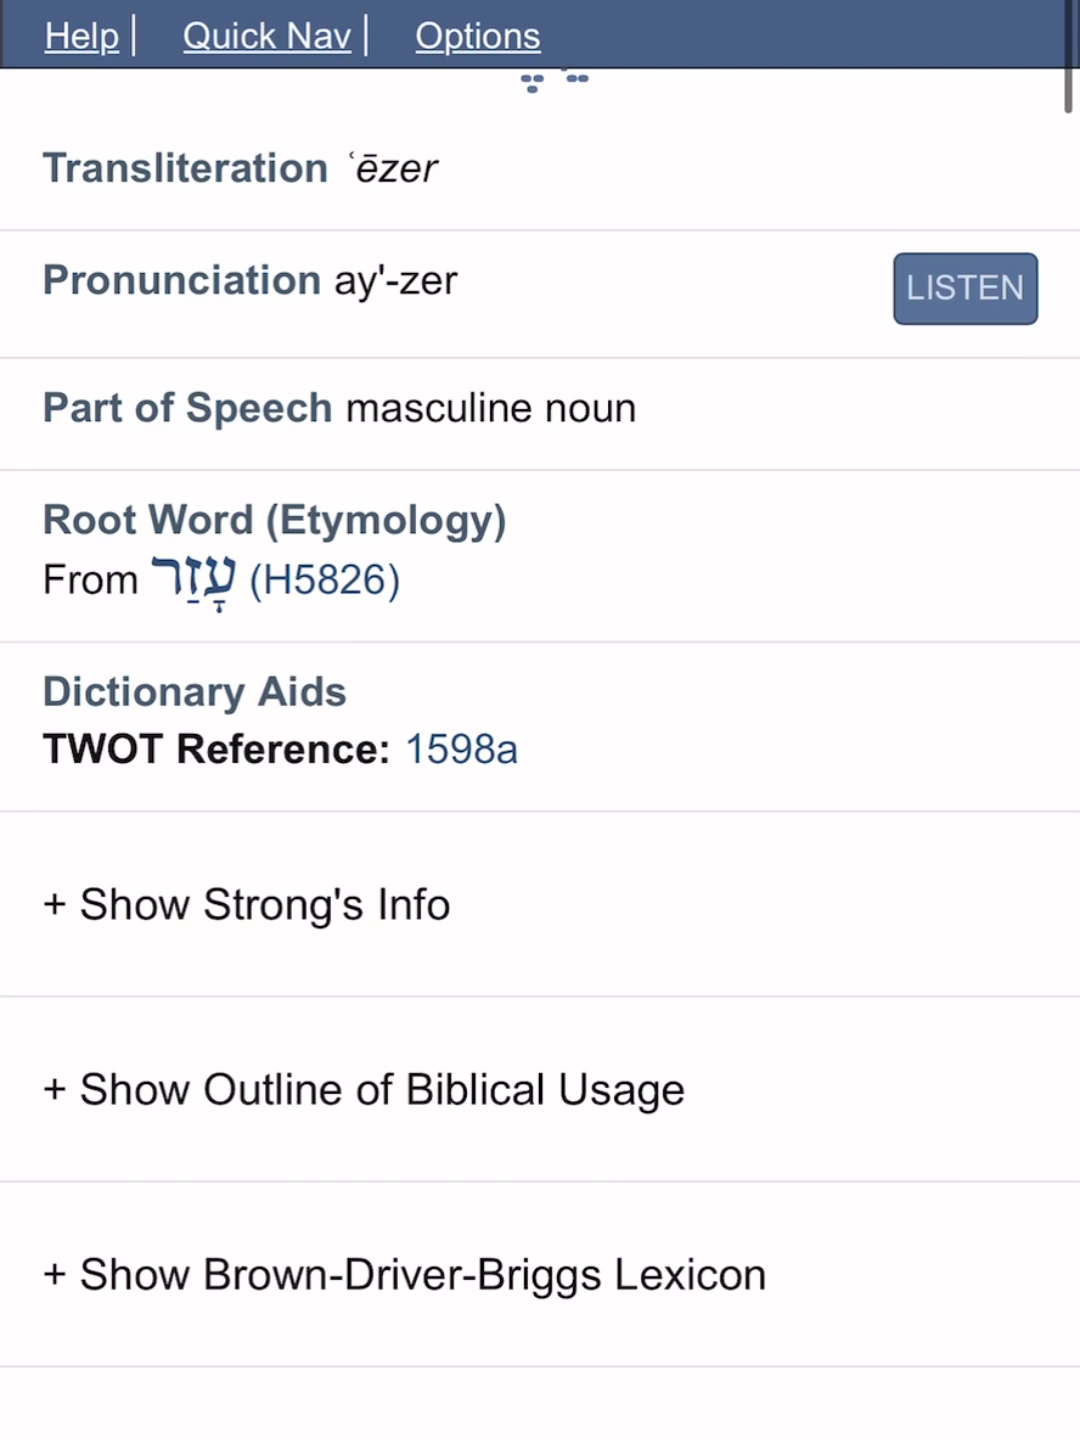 Help | Quick Nav | Options
Transliteration ʿēzer
Pronunciation ay'-zer
LISTEN
Part of Speech masculine noun
Root Word (Etymology)
From עָזַר (H5826)
Dictionary Aids
TWOT Reference: 1598a
+ Show Strong's Info
+ Show Outline of Biblical Usage
+ Show Brown-Driver-Briggs Lexicon